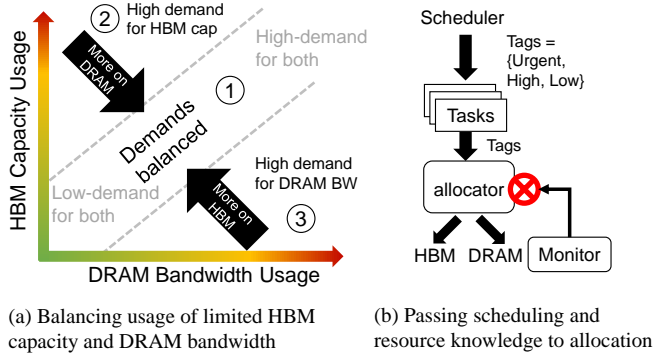 HBM Capacity Usage
2
High demand
for HBM cap
More on
DRAM
High-demand
for both
1
Demands
balanced
High demand
for DRAM BW
Low-demand
for both
More on
HBM
3
DRAM Bandwidth Usage
(a) Balancing usage of limited HBM
capacity and DRAM bandwidth
Scheduler
Tags =
{Urgent,
High, Low}
Tasks
Tags
allocator
HBM
DRAM
Monitor
(b) Passing scheduling and
resource knowledge to allocation